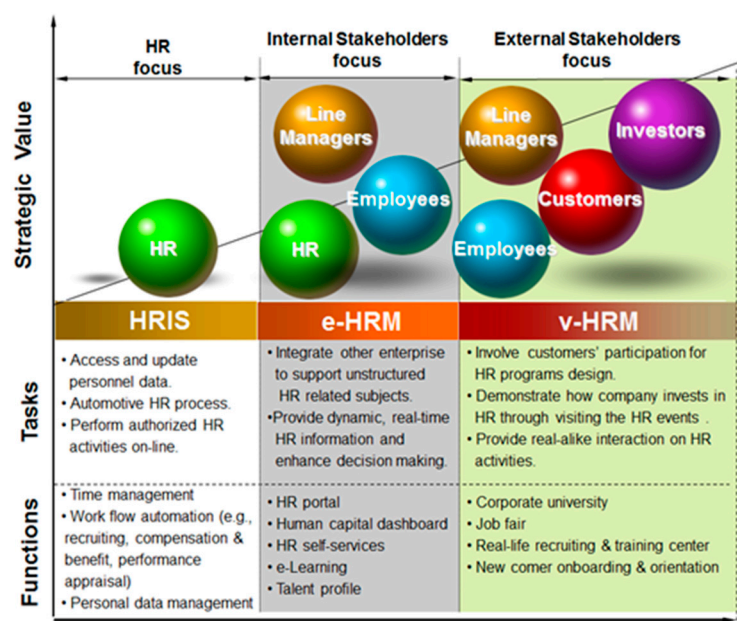 HR
focus
Internal Stakeholders
focus
External Stakeholders
focus
Strategic Value
HR
Line
Managers
Employees
HR
Line
Managers
Investors
Customers
Employees
HRIS
e-HRM
v-HRM
Tasks
• Access and update
personnel data.
• Automotive HR process.
• Perform authorized HR
activities on-line.
• Integrate other enterprise
to support unstructured
HR related subjects.
•Provide dynamic, real-time
HR information and
enhance decision making.
• Involve customers' participation for
HR programs design.
• Demonstrate how company invests in
HR through visiting the HR events .
• Provide real-alike interaction on HR
activities.
Functions
• Time management
• Work flow automation (e.g.,
recruiting, compensation &
benefit, performance
appraisal)
• Personal data management
• HR portal
• Human capital dashboard
• HR self-services
• e-Learning
• Talent profile
• Corporate university
• Job fair
• Real-life recruiting & training center
• New comer onboarding & orientation